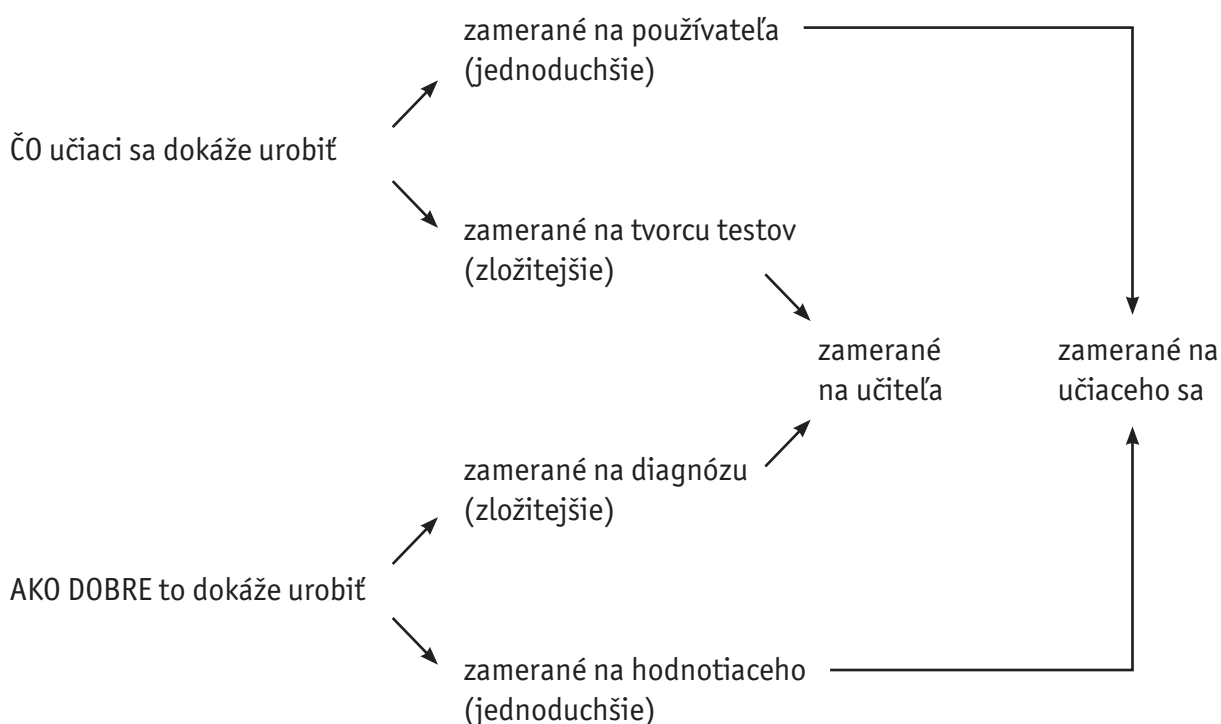 zamerané na používateľa
(jednoduchšie)
ČO učiaci sa dokáže urobiť
zamerané na tvorcu testov
(zložitejšie)
zamerané
na učiteľa
zamerané na
učiaceho sa
zamerané na diagnózu
(zložitejšie)
AKO DOBRE to dokáže urobiť
zamerané na hodnotiaceho
(jednoduchšie)